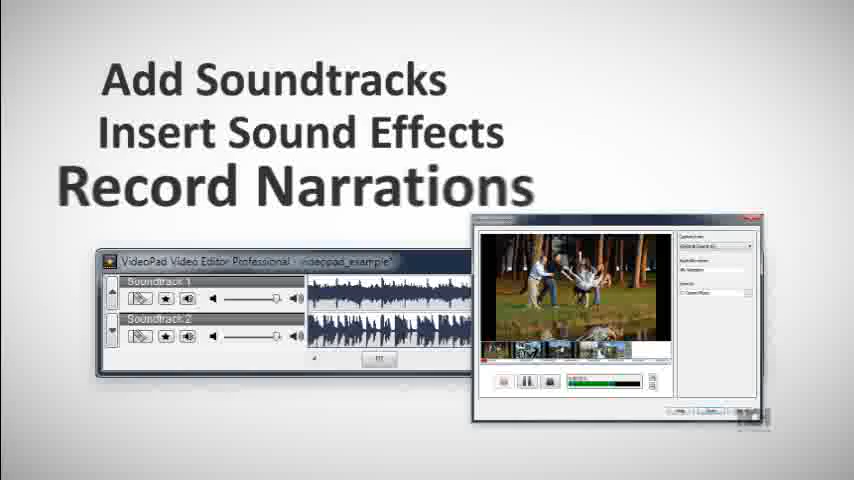 Add Soundtracks
Insert Sound Effects
Record Narrations
VideoPad Video Editor Professional - videopad_example*
Soundtrack 1
Soundtrack 2